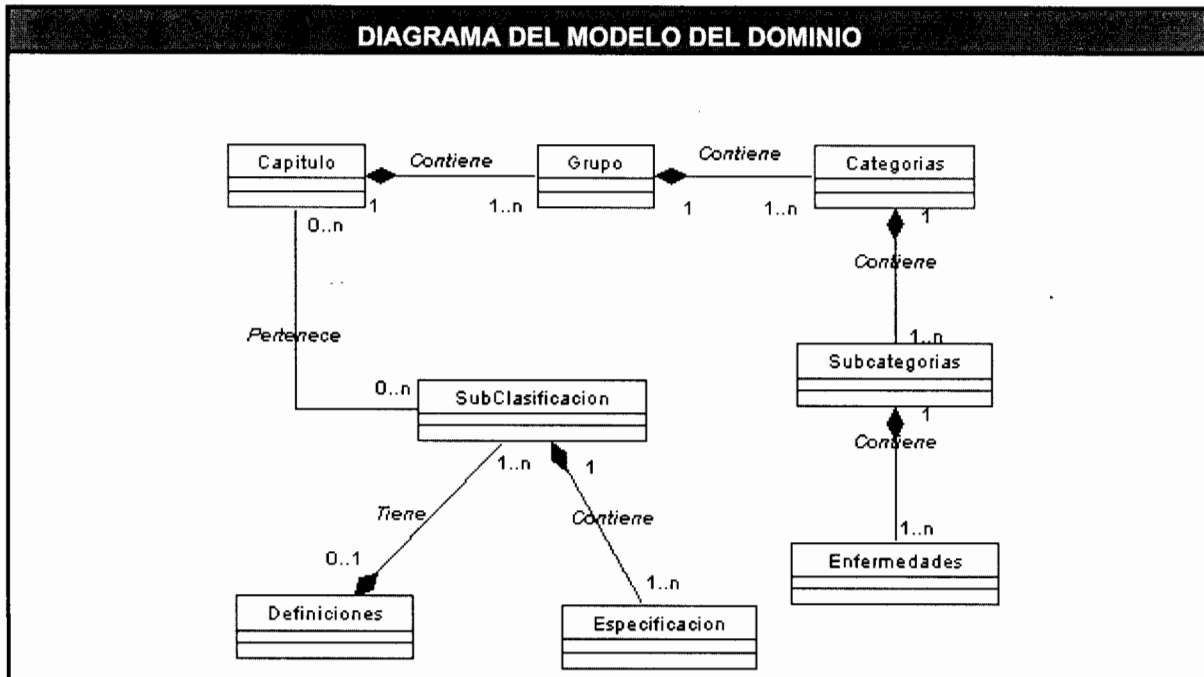 DIAGRAMA DEL MODELO DEL DOMINIO
Capitulo
Contiene
1
1..n
Grupo
Contiene
1
1..n
Categorias
1
Contiene
1..n
0..n
Pertenece
0..n
SubClasificacion
Subcategorias
1
Contiene
1..n
1..n
Tiene
0..1
1
Contiene
1..n
Enfermedades
Definiciones
Especificacion